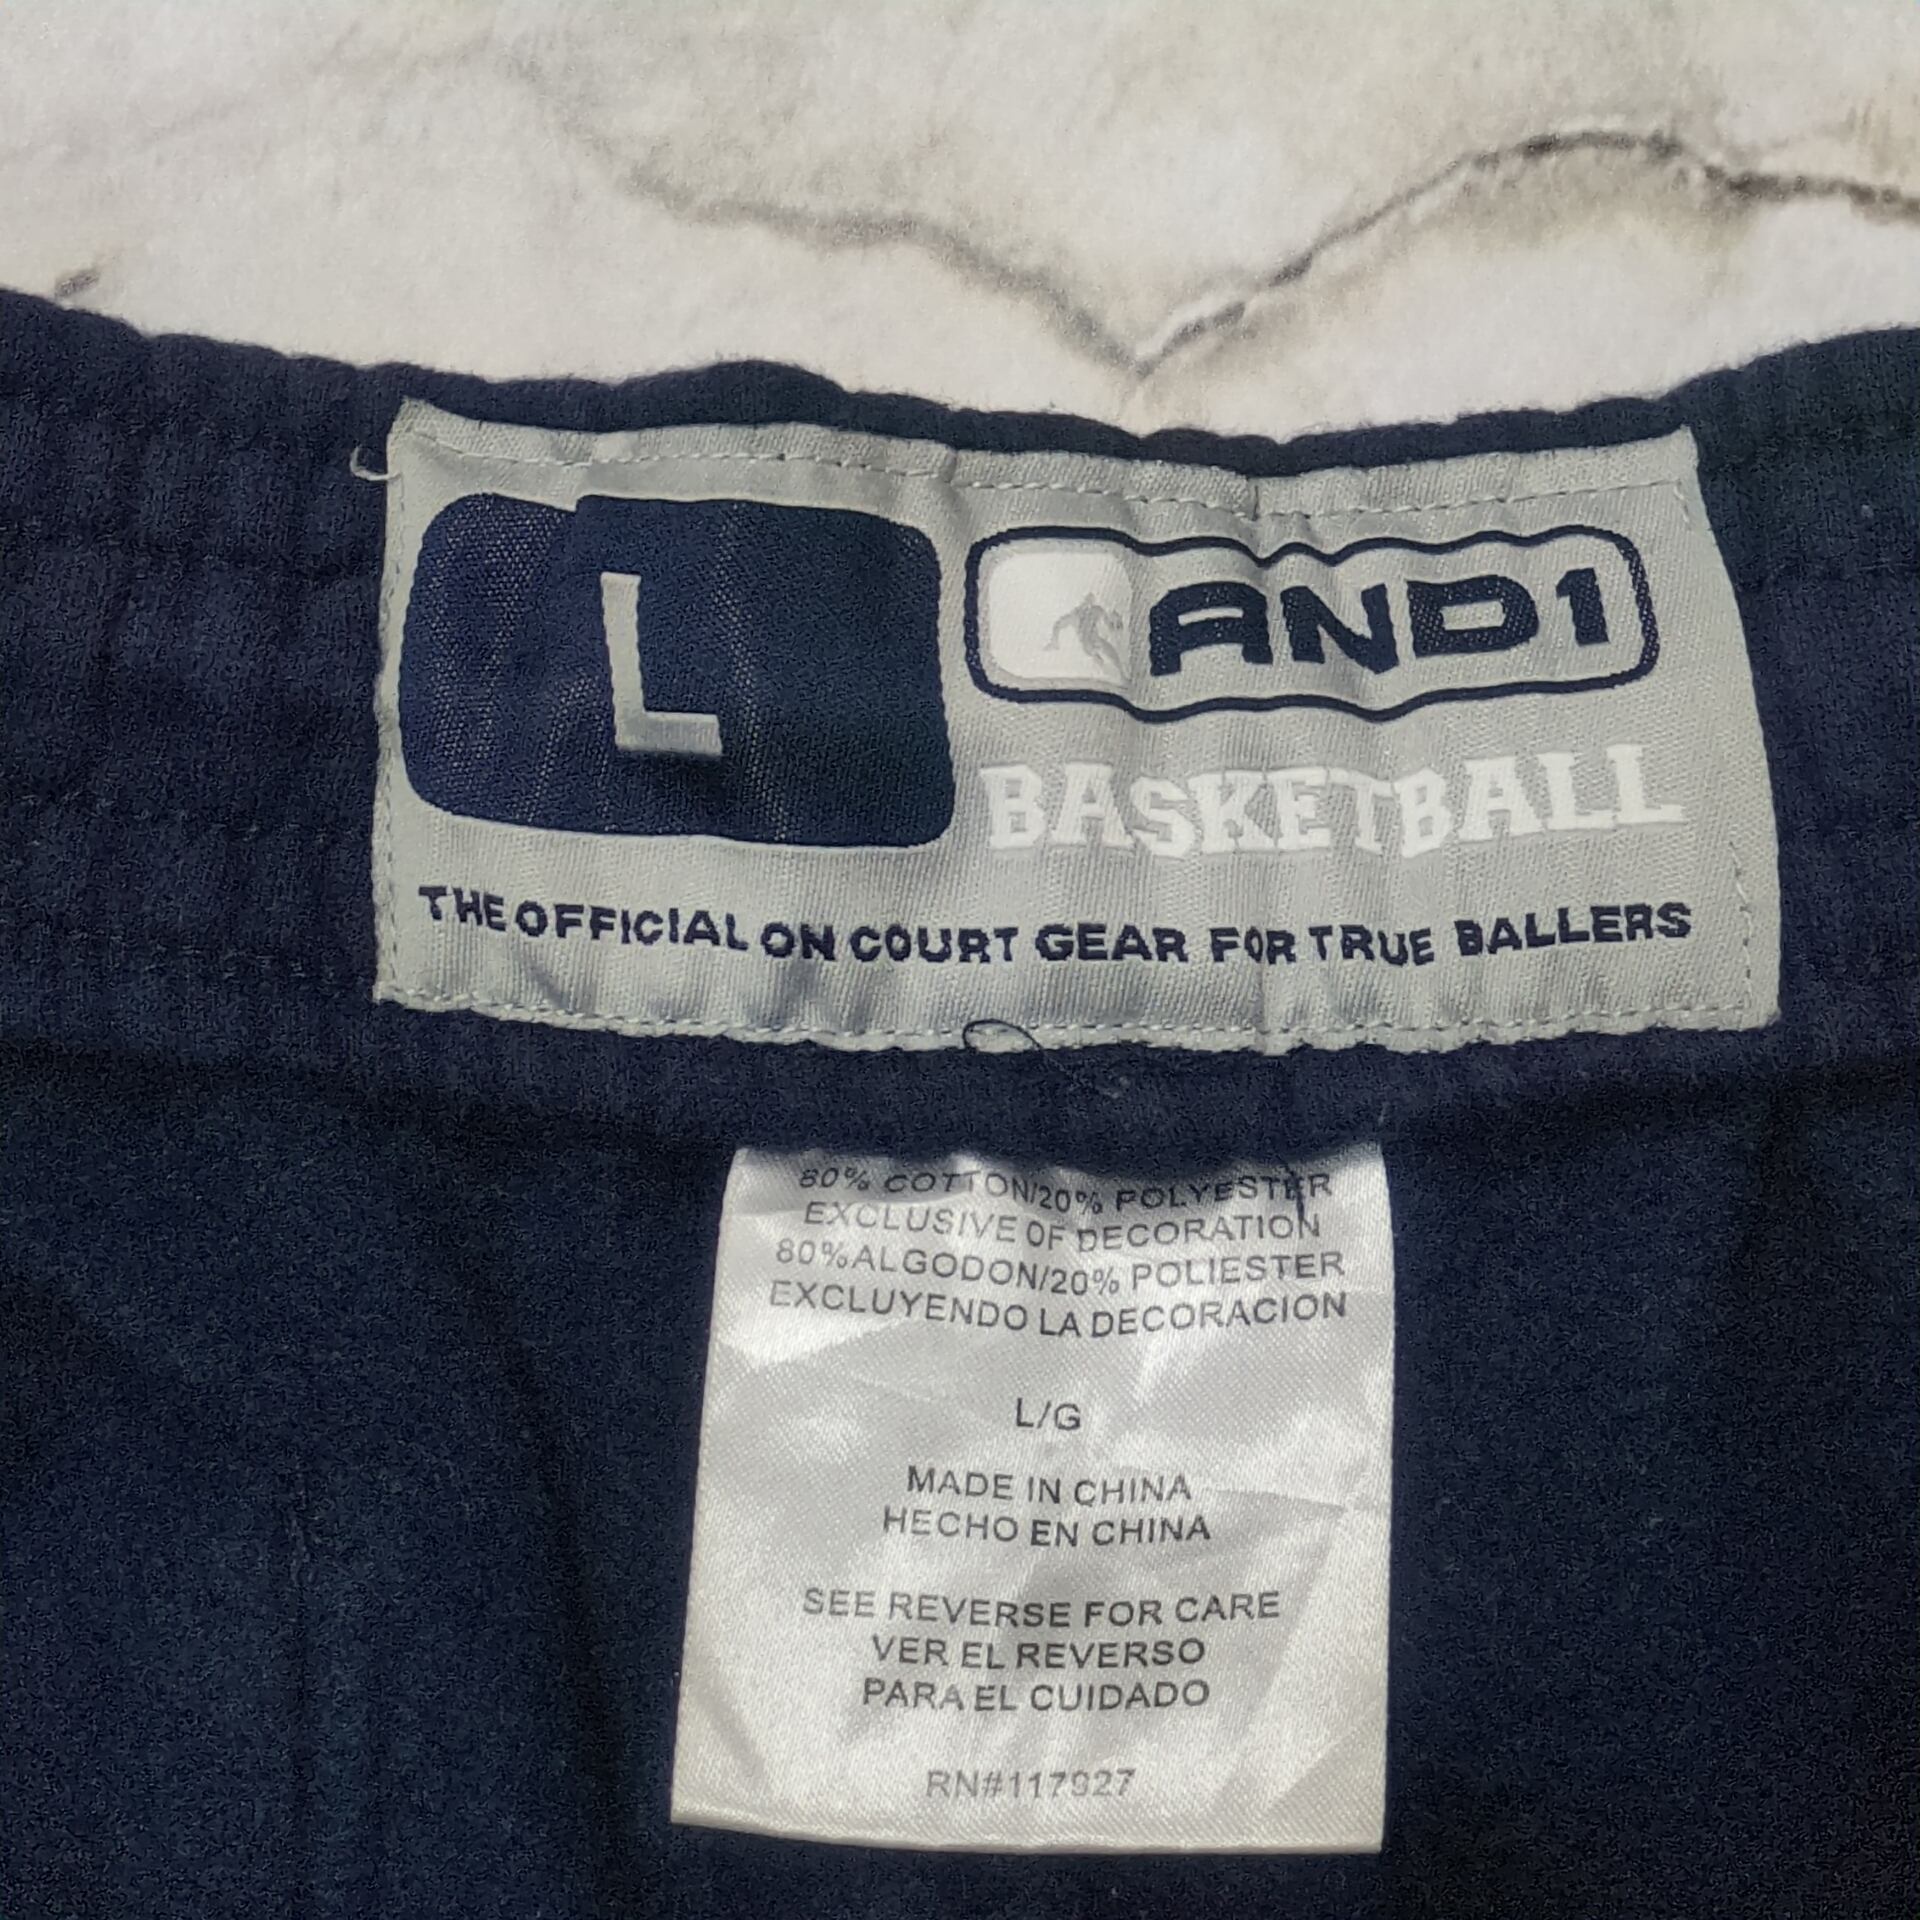 L
AND1
BASKETBALL
THE OFFICIAL ON COURT GEAR FOR TRUE BALLERS
80% COTTON/20% POLYESTER
EXCLUSIVE OF DECORATION
80%ALGODON/20% POLIESTER
EXCLUYENDO LA DECORACION
L/G
MADE IN CHINA
HECHO EN CHINA
SEE REVERSE FOR CARE
VER EL REVERSO
PARA EL CUIDADO
RN#117927